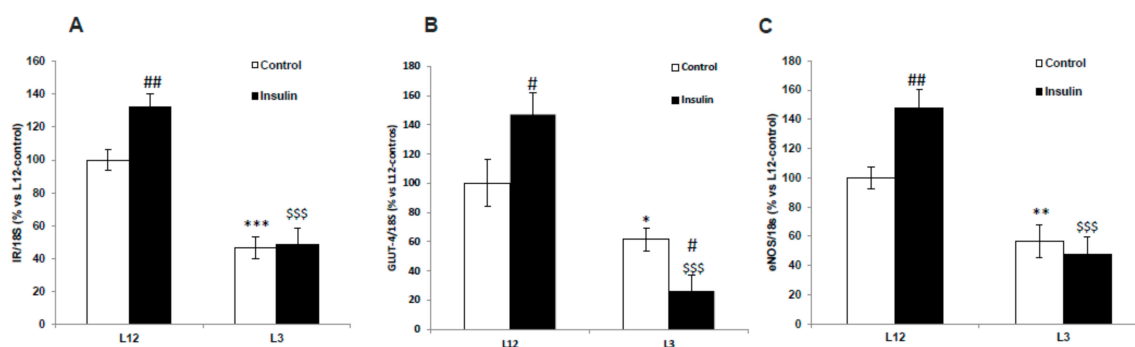 A
IR/18S (% vs L12-control)
160
140
120
100
80
60
40
20
0
Control
Insulin
##
***
$$$
L12
L3
B
GLUT-4/18S (% vs L12-contros)
180
160
140
120
100
80
60
40
20
0
Control
Insulin
#
*
#
$$$
L12
L3
C
eNOS/18s (% vs L12-control)
180
160
140
120
100
80
60
40
20
0
Control
Insulin
##
**
$$$
L12
L3